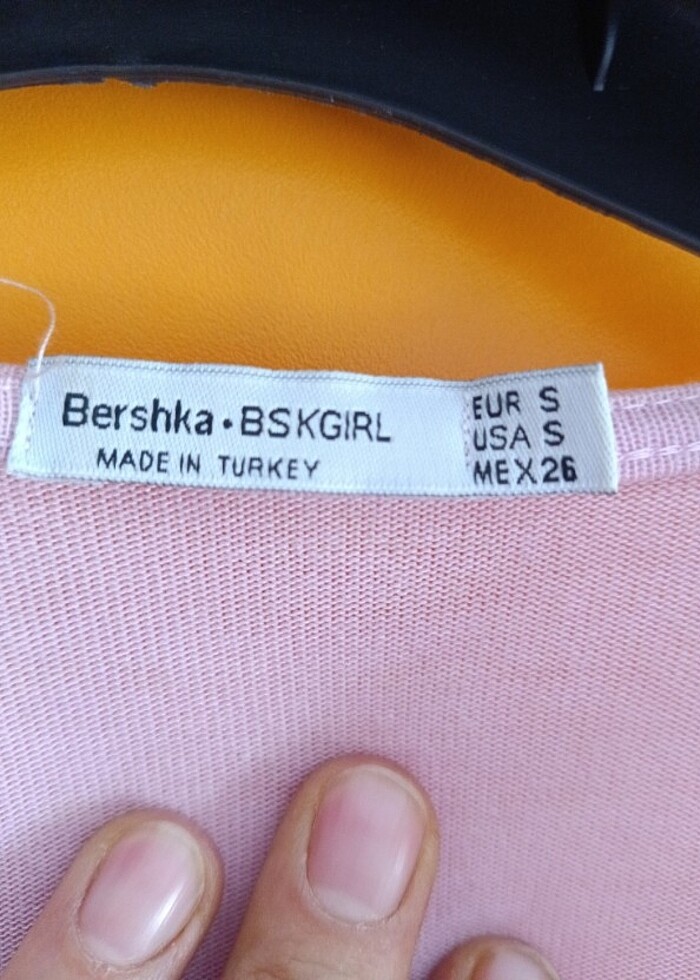 Bershka • BSKGIRL
MADE IN TURKEY
EUR S
USA S
MEX 26